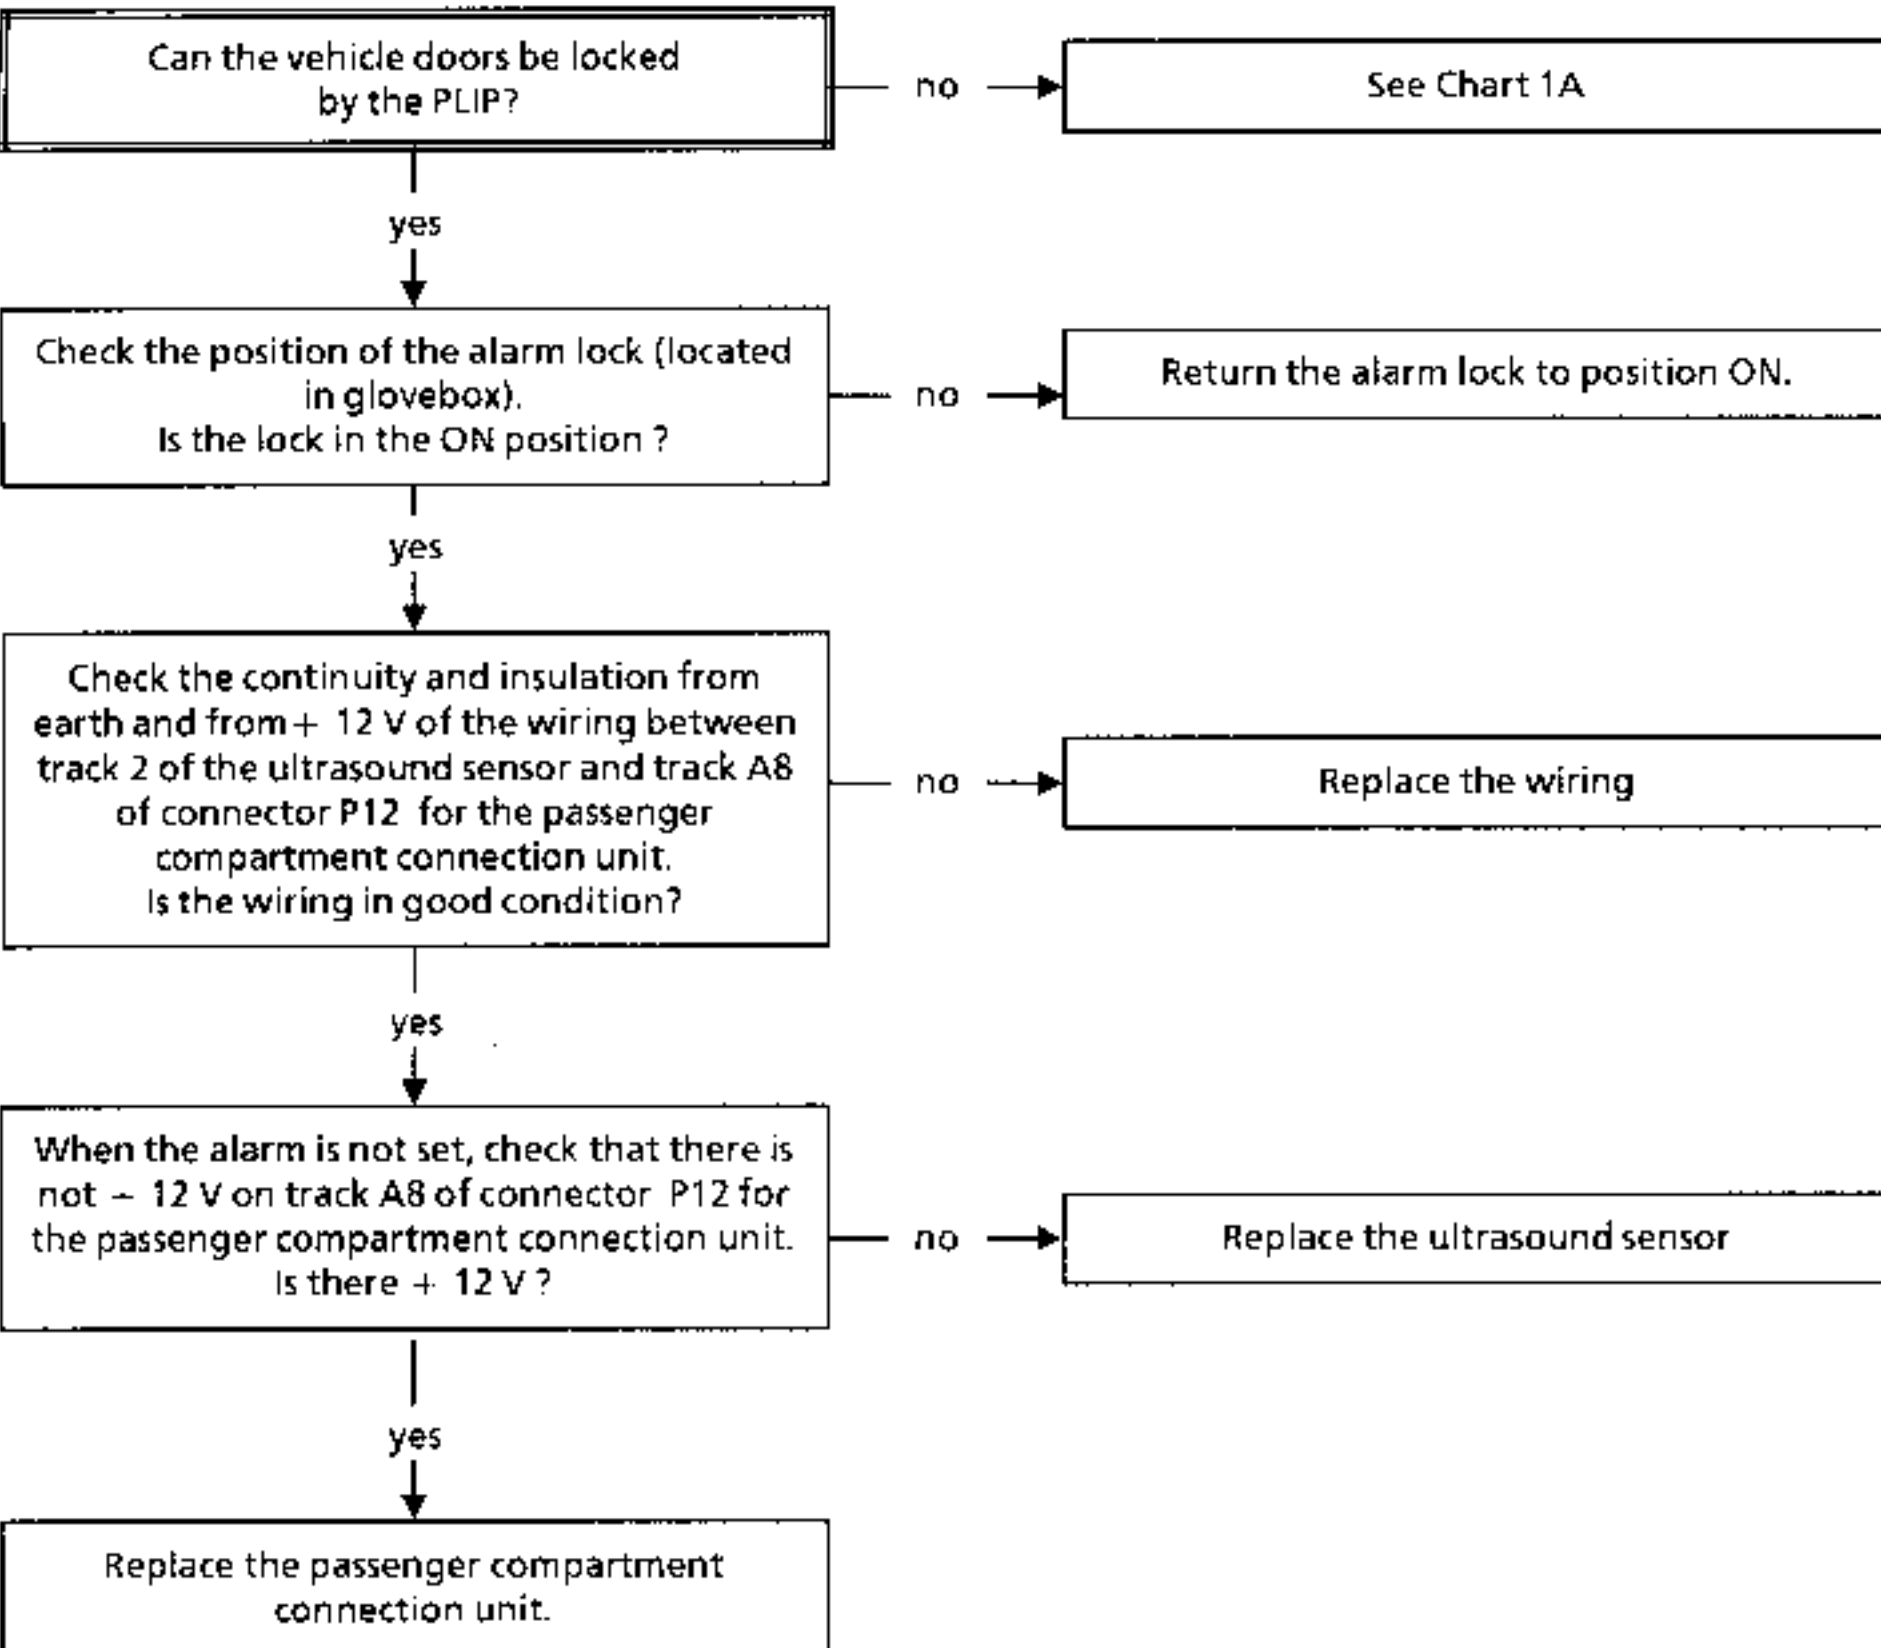 Can the vehicle doors be locked
by the PLIP?
no
See Chart 1A
yes
Check the position of the alarm lock (located
in glovebox).
Is the lock in the ON position ?
no
Return the alarm lock to position ON.
yes
Check the continuity and insulation from
earth and from + 12 V of the wiring between
track 2 of the ultrasound sensor and track A8
of connector P12 for the passenger
compartment connection unit.
Is the wiring in good condition?
no
Replace the wiring
yes
When the alarm is not set, check that there is
not - 12 V on track A8 of connector P12 for
the passenger compartment connection unit.
Is there + 12 V ?
no
Replace the ultrasound sensor
yes
Replace the passenger compartment
connection unit.